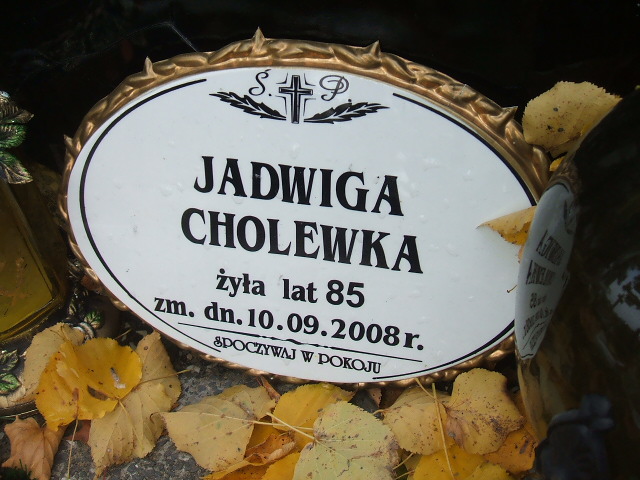 Ś. P
JADWIGA
CHOLEWKA
żyła lat 85
zm. dn. 10.09.2008 r.
SPOCZYWAJ W POKOJU